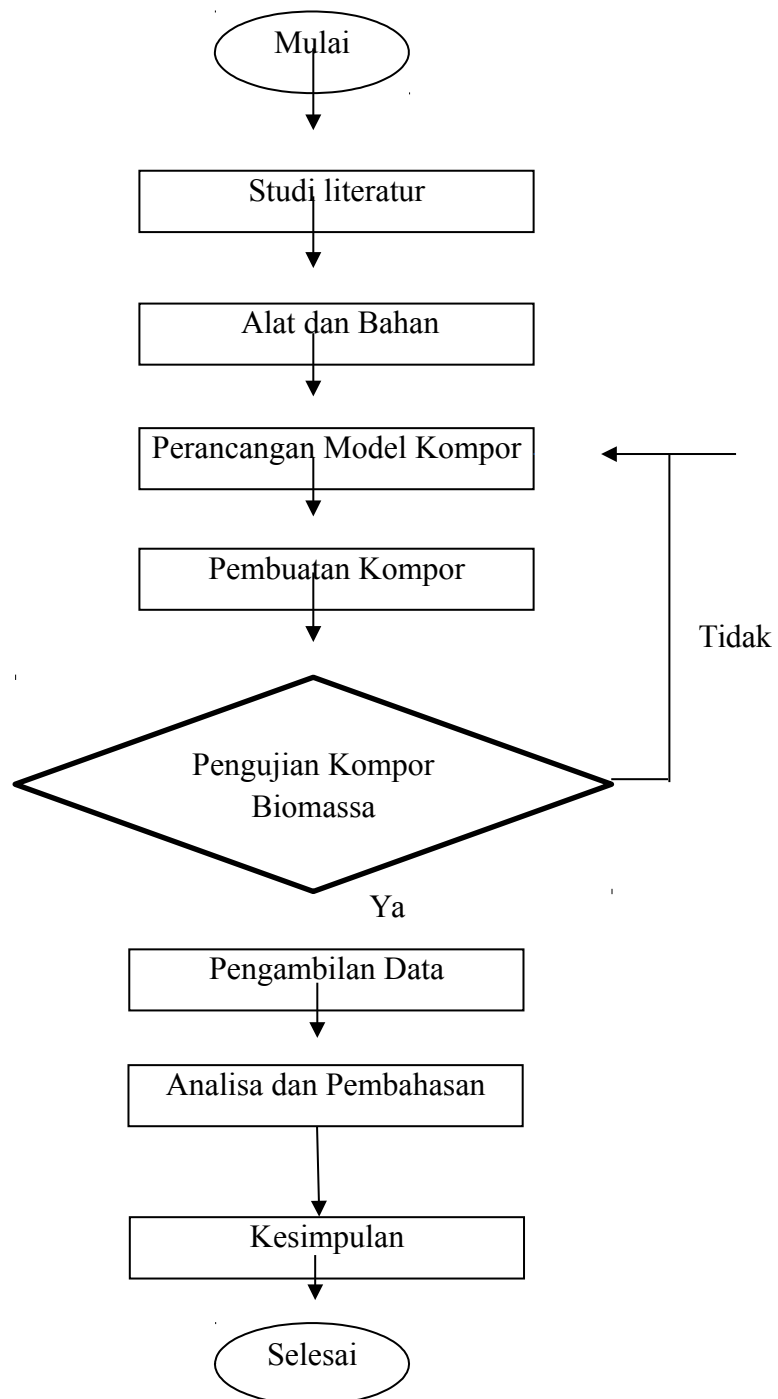 Mulai
Studi literatur
Alat dan Bahan
Perancangan Model Kompor
Pembuatan Kompor
Tidak
Pengujian Kompor
Biomassa
Ya
Pengambilan Data
Analisa dan Pembahasan
Kesimpulan
Selesai